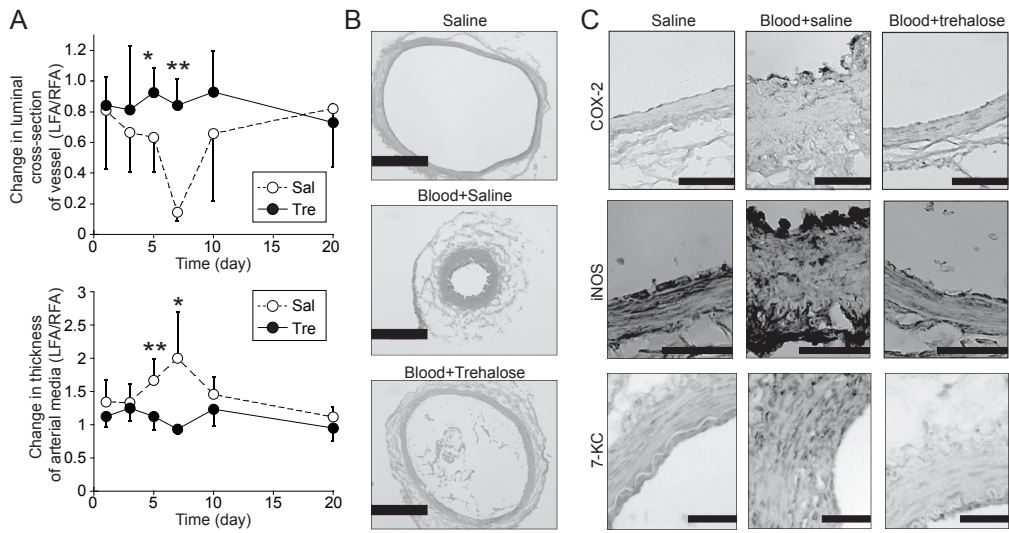 A
Change in luminal
cross-section
of vessel (LFA/RFA)
1.2
1.0
0.8
0.6
0.4
0.2
0
*
**
Sal
Tre
0
5
10
15
20
Time (day)
Change in thickness
of arterial media (LFA/RFA)
3
2.5
2
1.5
1
0.5
0
**
*
Sal
Tre
0
5
10
15
20
Time (day)
B
Saline
Blood+Saline
Blood+Trehalose
C
Saline
Blood+saline
Blood+trehalose
COX-2
iNOS
7-KC